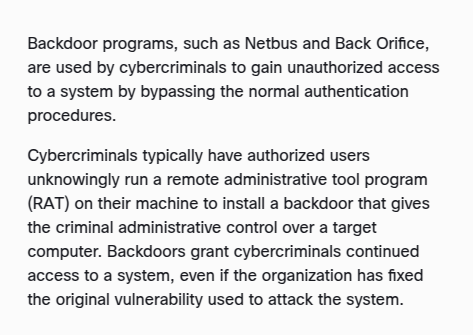 Backdoor programs, such as Netbus and Back Orifice,
are used by cybercriminals to gain unauthorized access
to a system by bypassing the normal authentication
procedures.
Cybercriminals typically have authorized users
unknowingly run a remote administrative tool program
(RAT) on their machine to install a backdoor that gives
the criminal administrative control over a target
computer. Backdoors grant cybercriminals continued
access to a system, even if the organization has fixed
the original vulnerability used to attack the system.